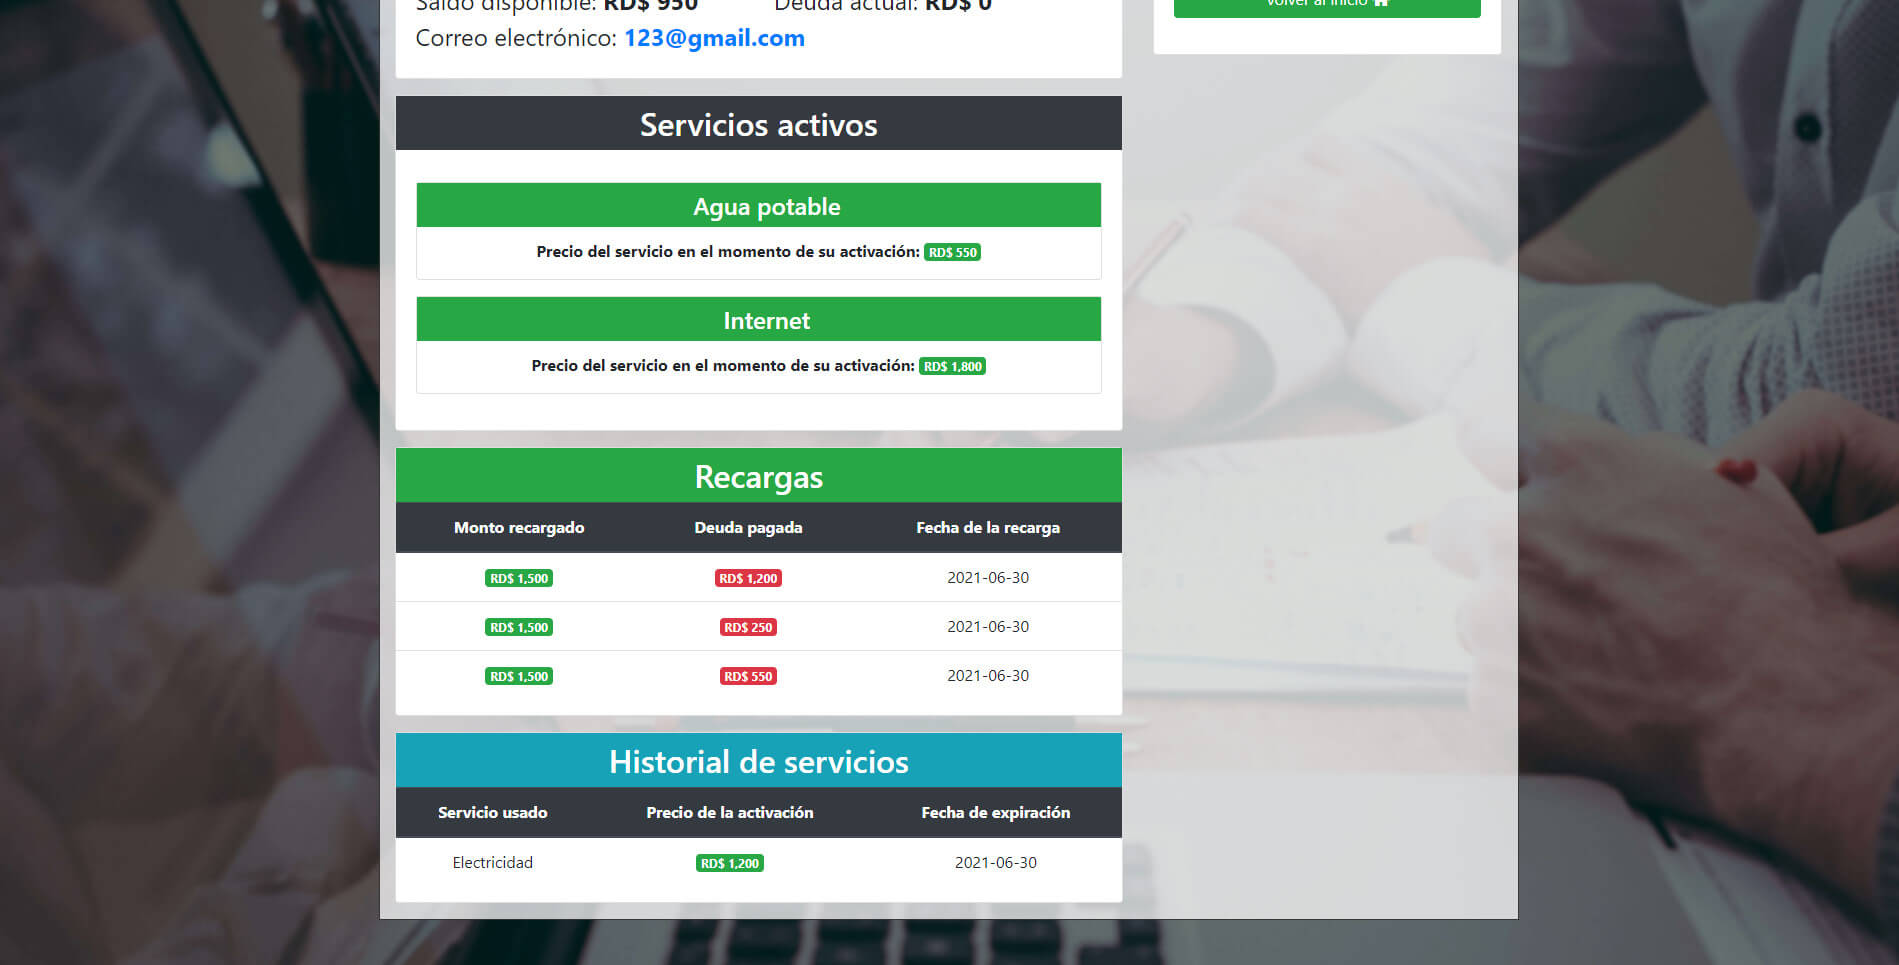 Saldo disponible: RD$ 950 Deuda actual: RD$ 0
Correo electrónico: 123@gmail.com
Volver al inicio
Servicios activos
Agua potable
Precio del servicio en el momento de su activación: RD$ 550
Internet
Precio del servicio en el momento de su activación: RD$ 1,800
Recargas
Monto recargado Deuda pagada Fecha de la recarga
RD$ 1,500 RD$ 1,200 2021-06-30
RD$ 1,500 RD$ 250 2021-06-30
RD$ 1,500 RD$ 550 2021-06-30
Historial de servicios
Servicio usado Precio de la activación Fecha de expiración
Electricidad RD$ 1,200 2021-06-30